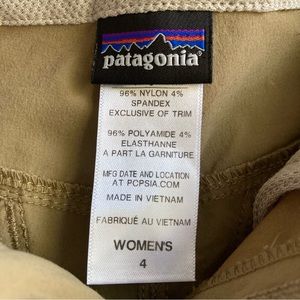 patagonia
96% NYLON 4%
SPANDEX
EXCLUSIVE OF TRIM
96% POLYAMIDE 4%
ELASTHANNE
A PART LA GARNITURE
MFG DATE AND LOCATION
AT PCPSIA.COM
MADE IN VIETNAM
FABRIQUÉ AU VIETNAM
WOMEN'S
4